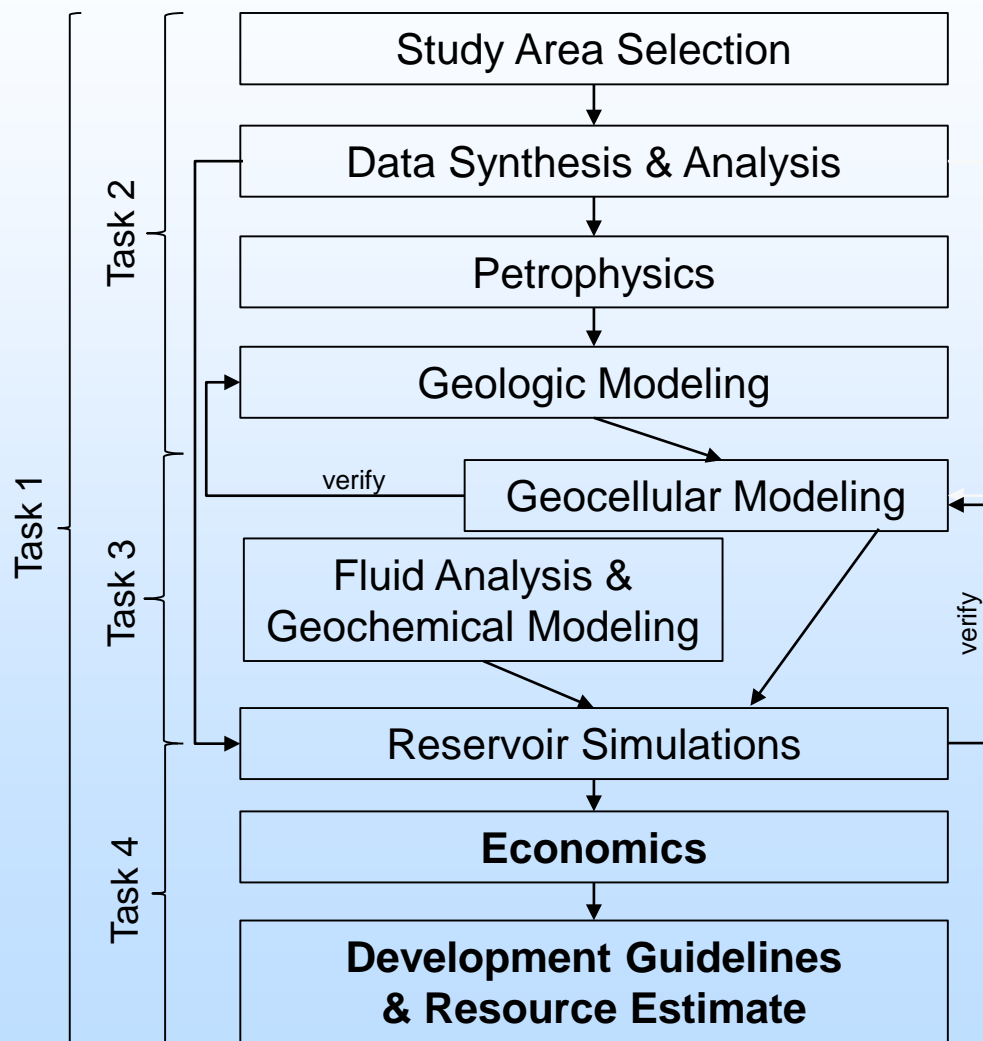 Study Area Selection
Data Synthesis & Analysis
Task 2
Petrophysics
Geologic Modeling
verify
Geocellular Modeling
Task 1
Task 3
Fluid Analysis &
Geochemical Modeling
verify
Reservoir Simulations
Economics
Task 4
Development Guidelines
& Resource Estimate